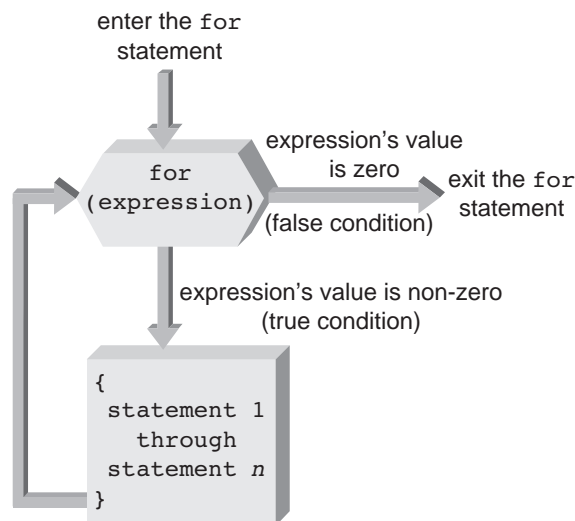 enter the for
statement
for
(expression)
expression's value
is zero
(false condition)
exit the for
statement
expression's value is non-zero
(true condition)
{
statement 1
through
statement n
}